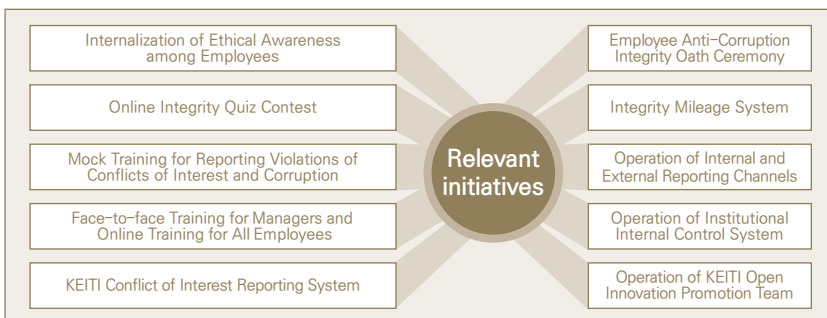 Internalization of Ethical Awareness
among Employees
Online Integrity Quiz Contest
Mock Training for Reporting Violations of
Conflicts of Interest and Corruption
Face-to-face Training for Managers and
Online Training for All Employees
KEITI Conflict of Interest Reporting System
Relevant
initiatives
Employee Anti-Corruption
Integrity Oath Ceremony
Integrity Mileage System
Operation of Internal and
External Reporting Channels
Operation of Institutional
Internal Control System
Operation of KEITI Open
Innovation Promotion Team